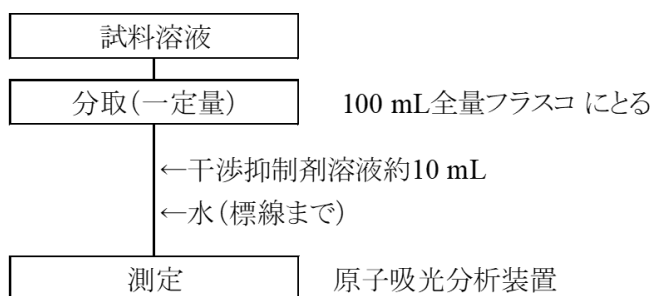 試料溶液
分取（一定量） 100 mL全量フラスコ にとる
←干渉抑制剤溶液約10 mL
←水（標線まで）
測定 原子吸光分析装置